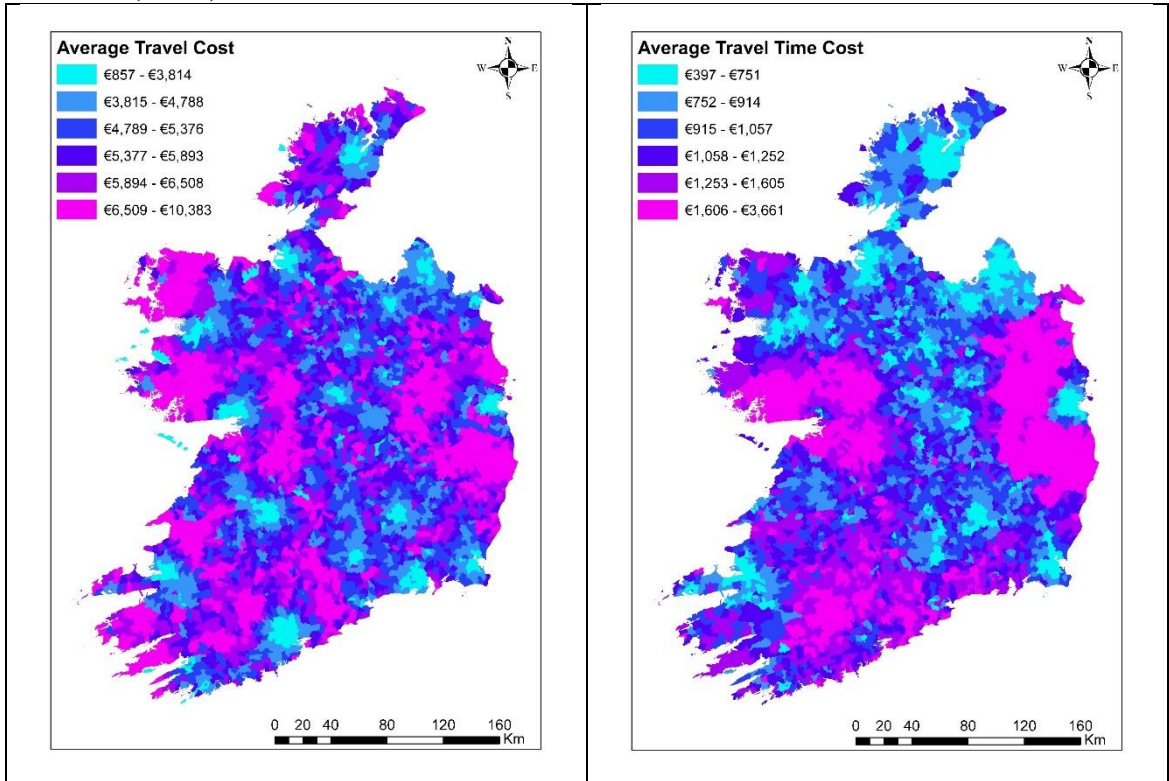 Average Travel Cost
N
W E
S
€857 - €3,814
€3,815 - €4,788
€4,789 - €5,376
€5,377 - €5,893
€5,894 - €6,508
€6,509 - €10,383
0 20 40 80 120 160
Km
Average Travel Time Cost
N
W E
S
€397 - €751
€752 - €914
€915 - €1,057
€1,058 - €1,252
€1,253 - €1,605
€1,606 - €3,661
0 20 40 80 120 160
Km